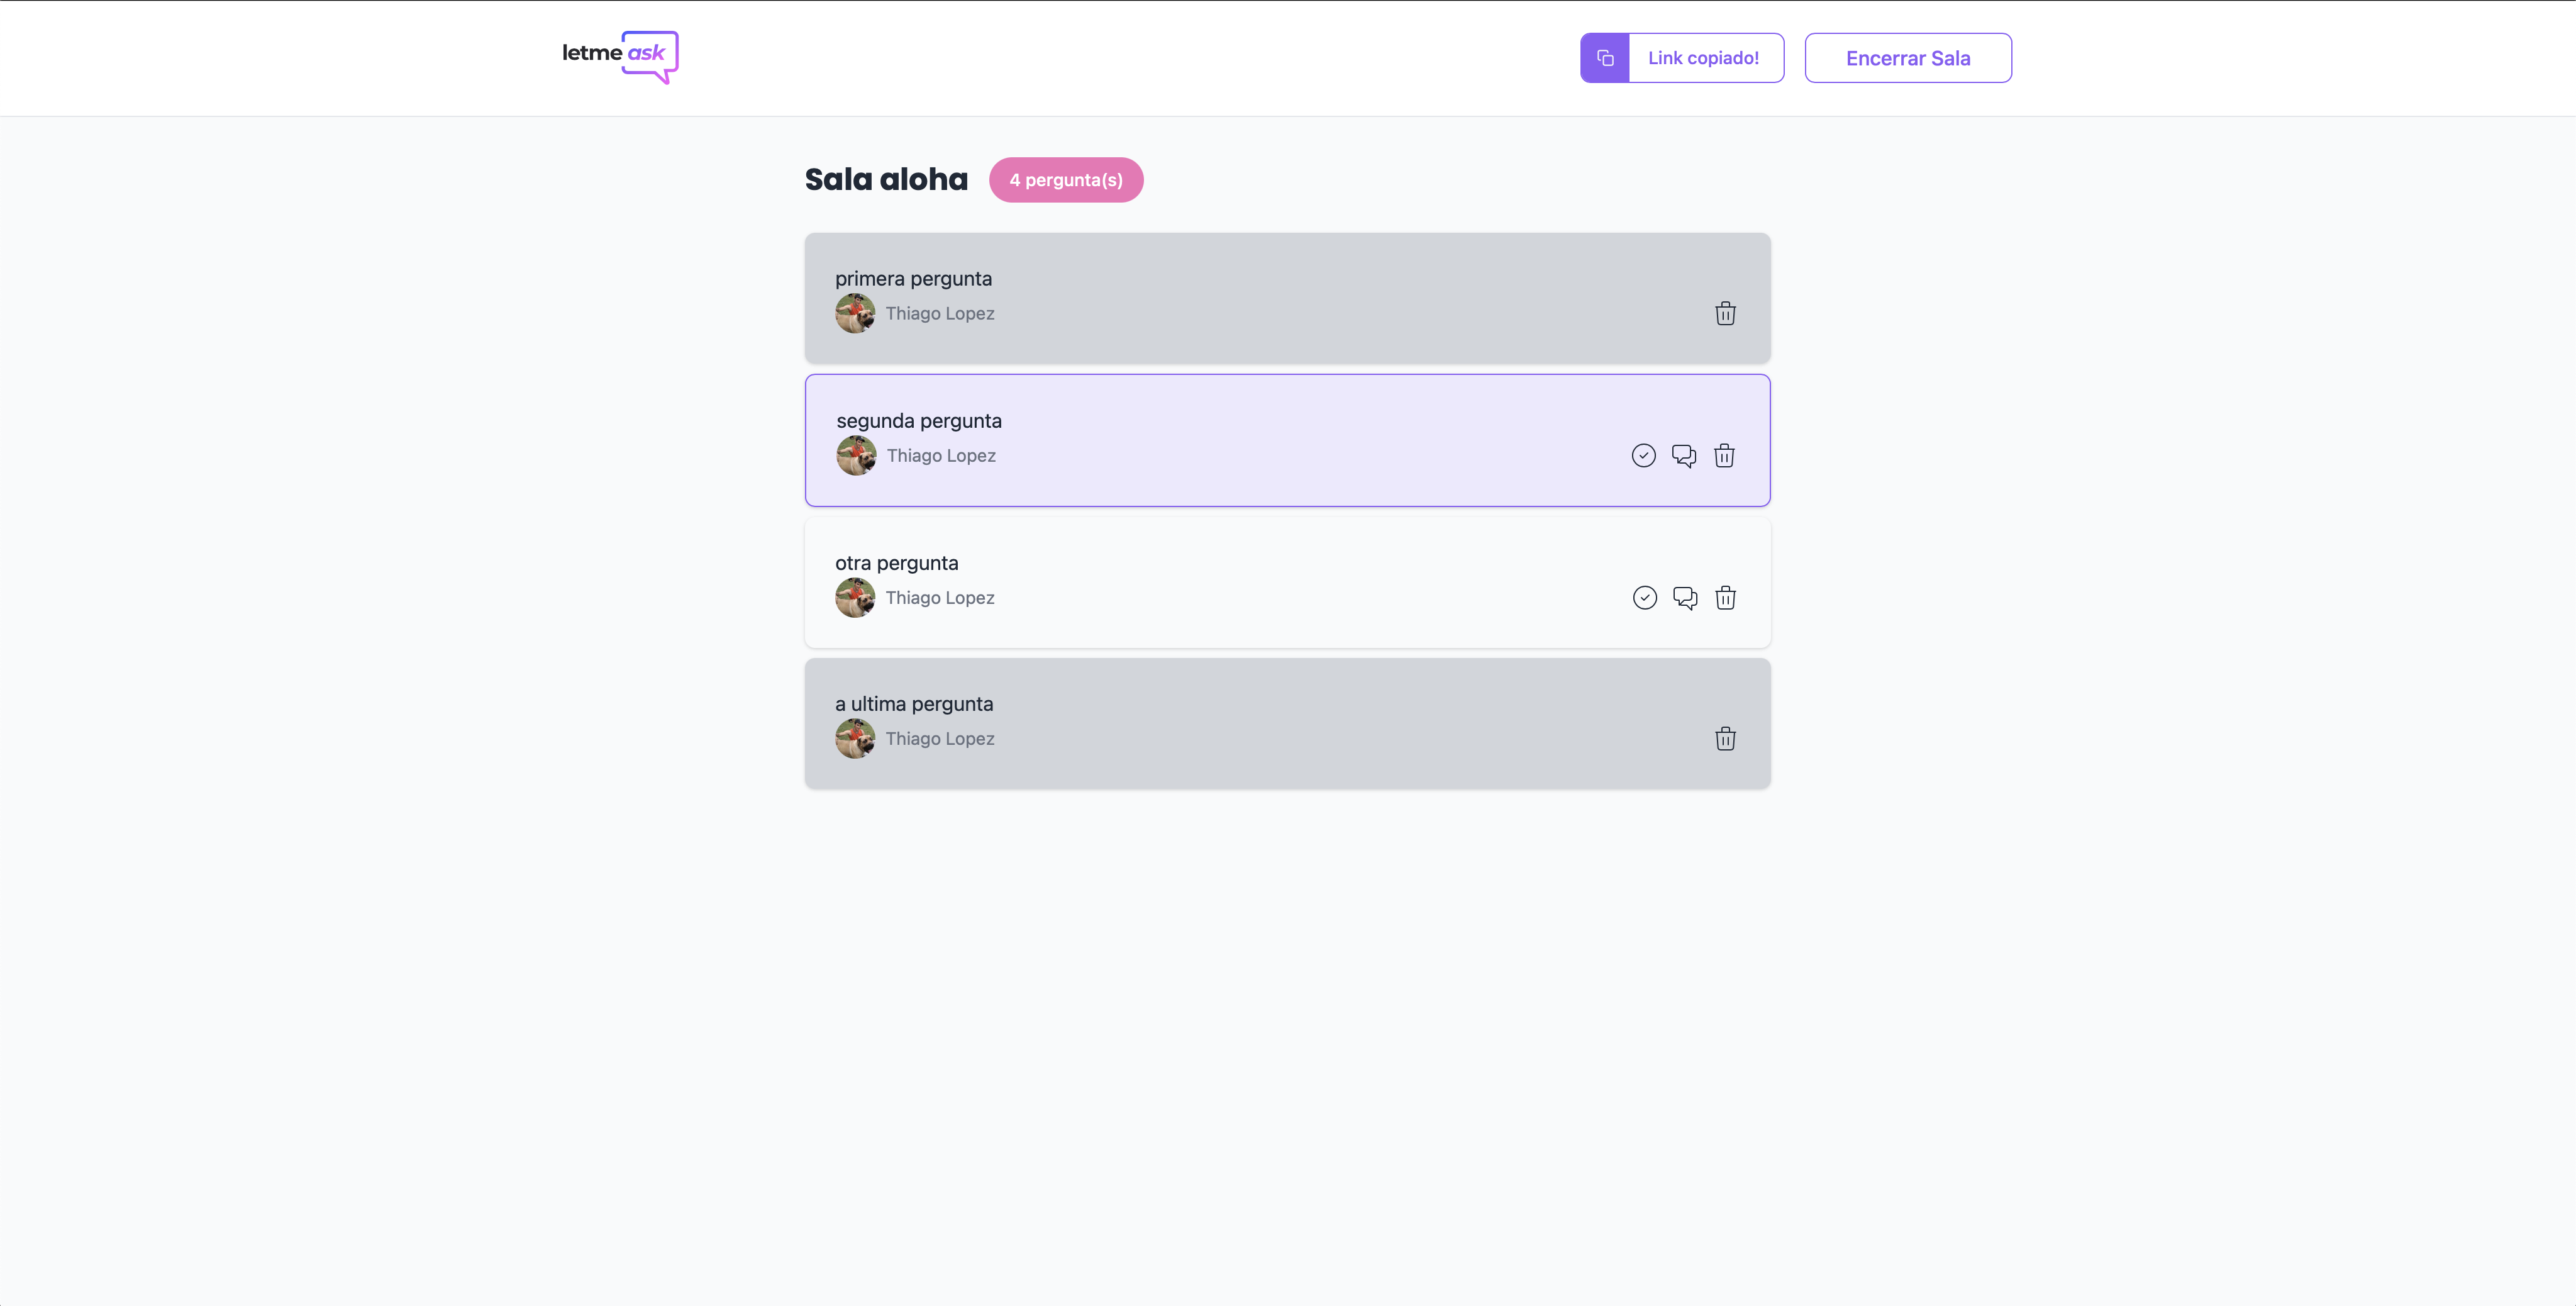 letme ask
Link copiado!
Encerrar Sala
Sala aloha
4 pergunta(s)
primera pergunta
Thiago Lopez
segunda pergunta
Thiago Lopez
otra pergunta
Thiago Lopez
a ultima pergunta
Thiago Lopez